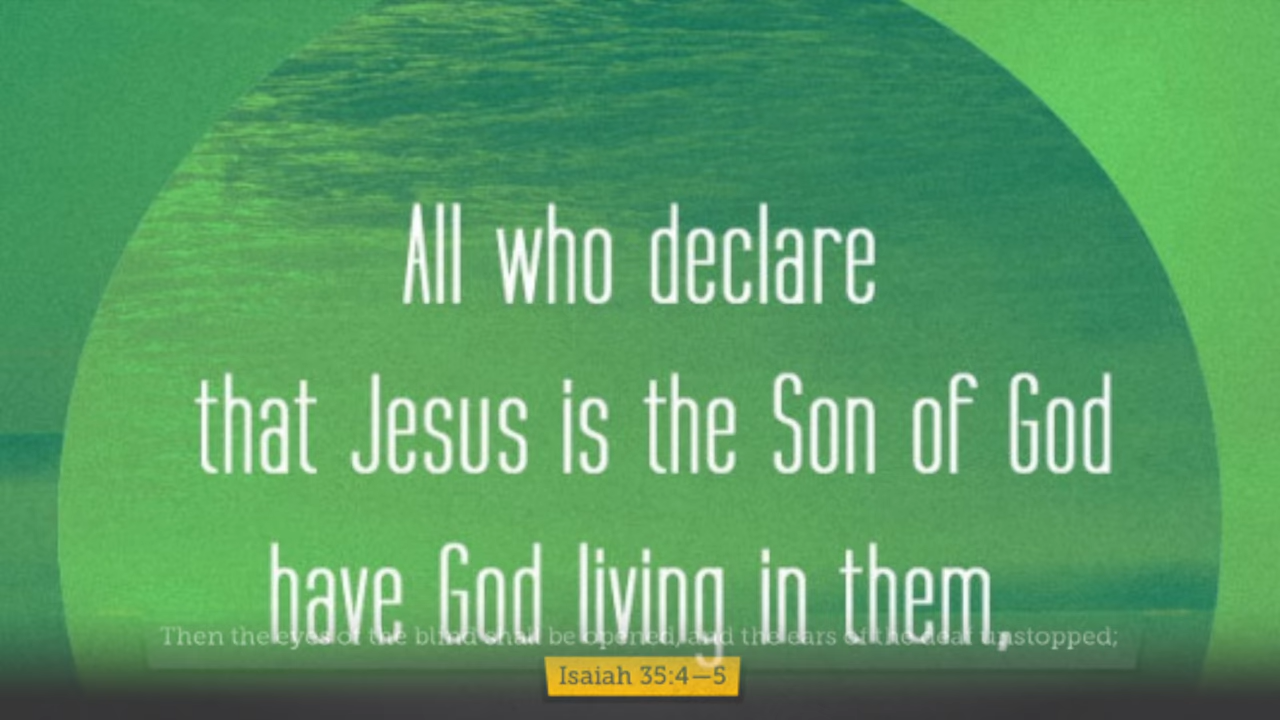 All who declare
that Jesus is the Son of God
have God living in them,
Then the eyes of the blind shall be opened, and the ears of the deaf unstopped;
Isaiah 35:4—5